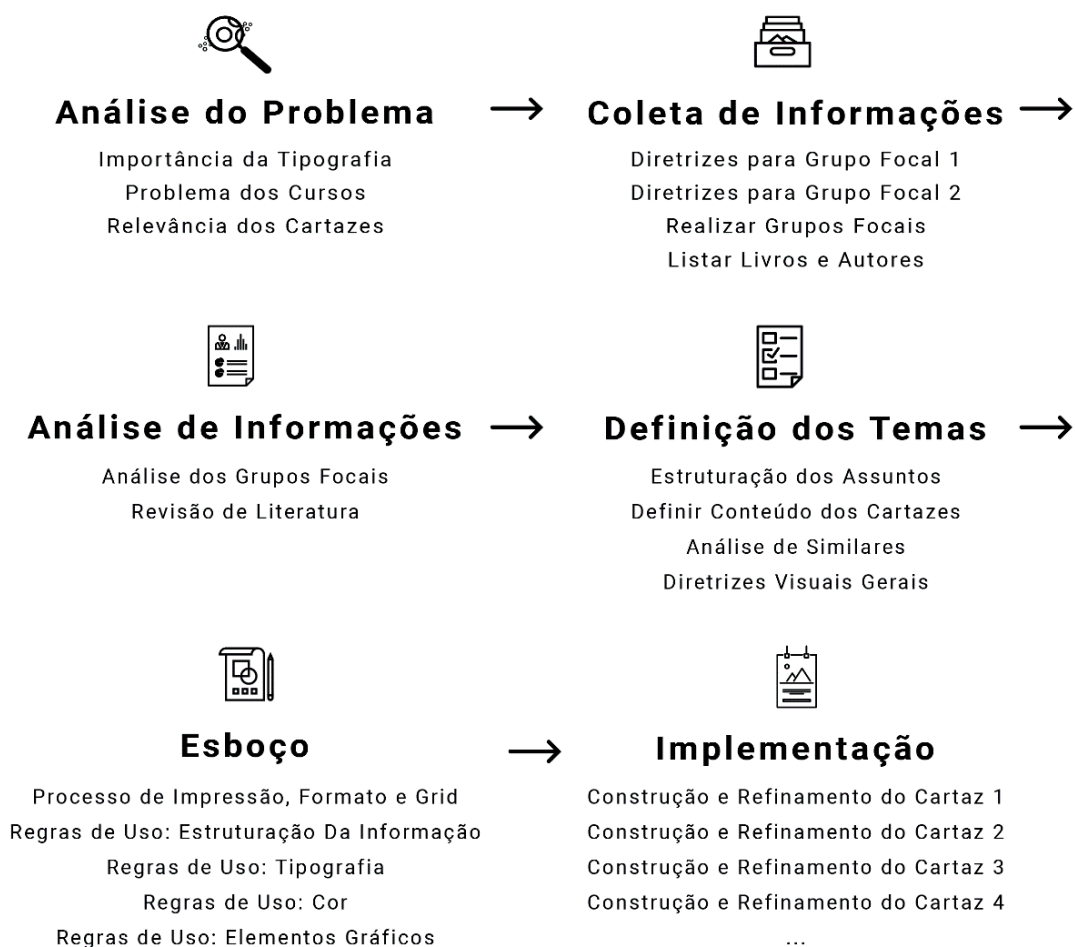 Análise do Problema
Importância da Tipografia
Problema dos Cursos
Relevância dos Cartazes
Coleta de Informações
Diretrizes para Grupo Focal 1
Diretrizes para Grupo Focal 2
Realizar Grupos Focais
Listar Livros e Autores
Análise de Informações
Análise dos Grupos Focais
Revisão de Literatura
Definição dos Temas
Estruturação dos Assuntos
Definir Conteúdo dos Cartazes
Análise de Similares
Diretrizes Visuais Gerais
Esboço
Processo de Impressão, Formato e Grid
Regras de Uso: Estruturação Da Informação
Regras de Uso: Tipografia
Regras de Uso: Cor
Regras de Uso: Elementos Gráficos
Implementação
Construção e Refinamento do Cartaz 1
Construção e Refinamento do Cartaz 2
Construção e Refinamento do Cartaz 3
Construção e Refinamento do Cartaz 4
...